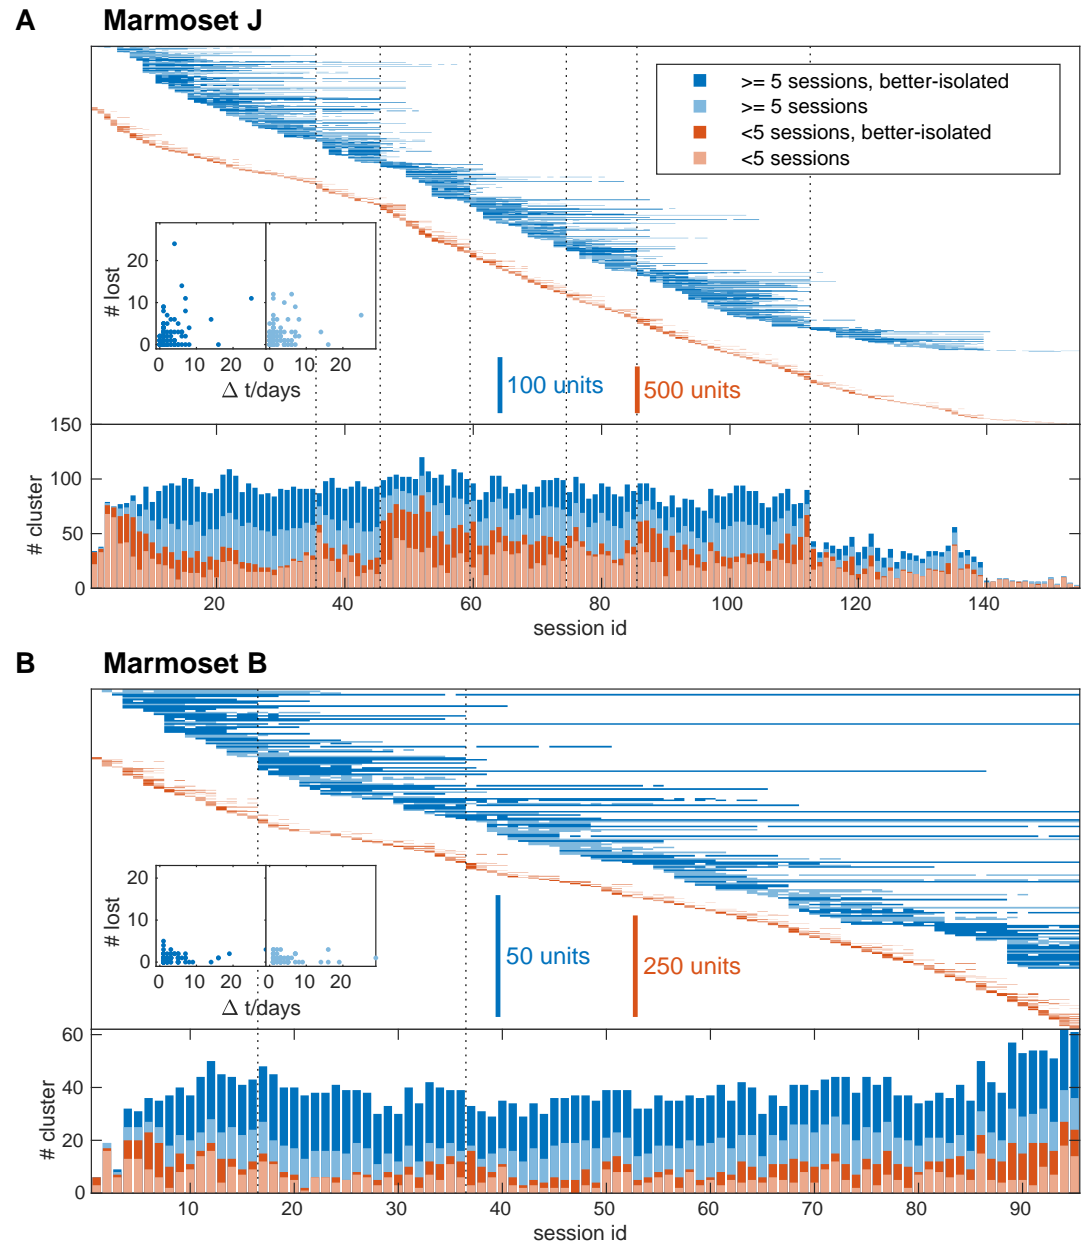 A Marmoset J
>= 5 sessions, better-isolated
>= 5 sessions
<5 sessions, better-isolated
<5 sessions
# lost
20
10
0
0 10 20 0 10 20
Δ t/days
100 units
500 units
# cluster
150
100
50
0
20 40 60 80 100 120 140
session id
B Marmoset B
# lost
20
10
0
0 10 20 0 10 20
Δ t/days
50 units
250 units
# cluster
60
40
20
0
10 20 30 40 50 60 70 80 90
session id